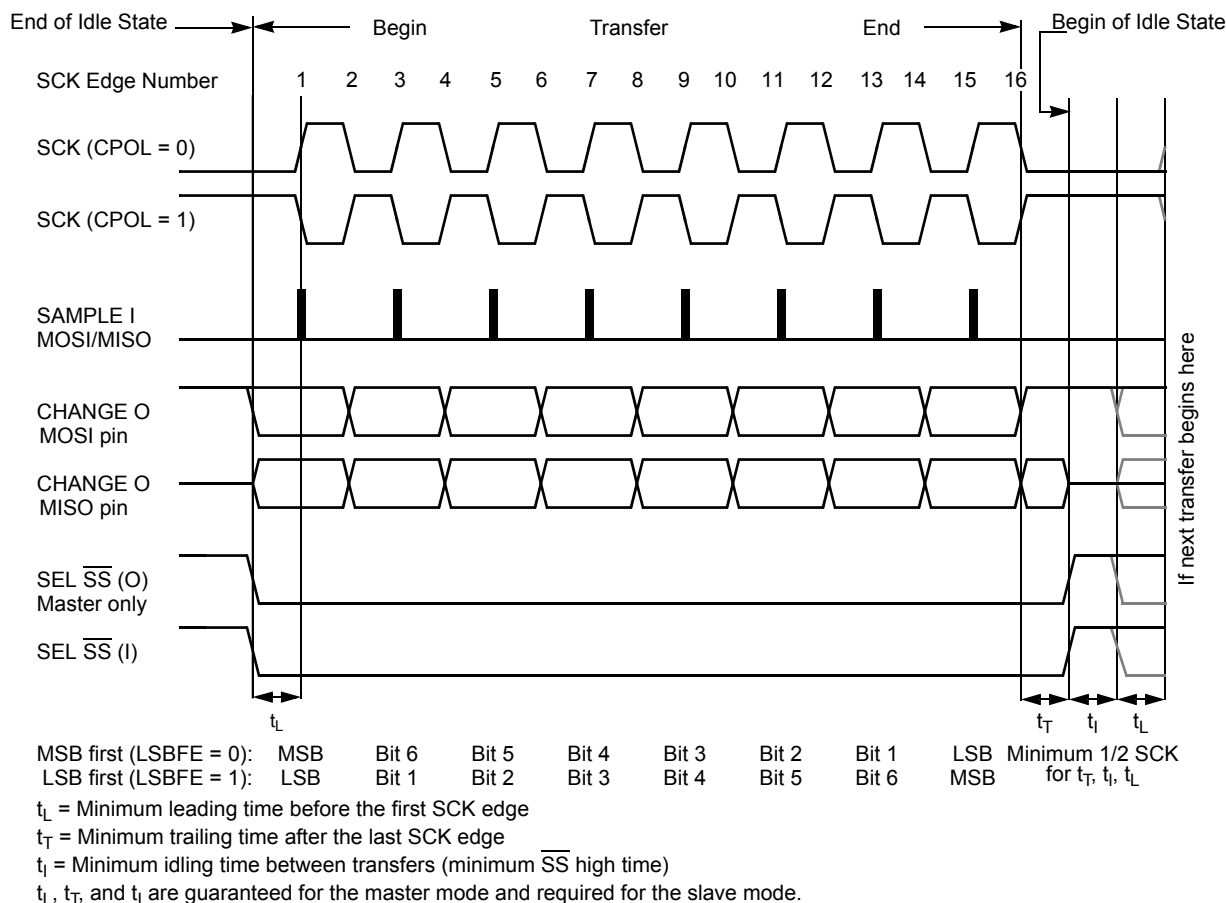 End of Idle State
Begin
Transfer
End
Begin of Idle State
SCK Edge Number
1 2 3 4 5 6 7 8 9 10 11 12 13 14 15 16
SCK (CPOL = 0)
SCK (CPOL = 1)
SAMPLE I
MOSI/MISO
CHANGE O
MOSI pin
CHANGE O
MISO pin
SEL SS (O)
Master only
SEL SS (I)
If next transfer begins here
tL
tT
tI
tL
MSB first (LSBFE = 0): MSB Bit 6 Bit 5 Bit 4 Bit 3 Bit 2 Bit 1 LSB
LSB first (LSBFE = 1): LSB Bit 1 Bit 2 Bit 3 Bit 4 Bit 5 Bit 6 MSB
Minimum 1/2 SCK
for tT, tI, tL
tL = Minimum leading time before the first SCK edge
tT = Minimum trailing time after the last SCK edge
tI = Minimum idling time between transfers (minimum SS high time)
tL, tT, and tI are guaranteed for the master mode and required for the slave mode.